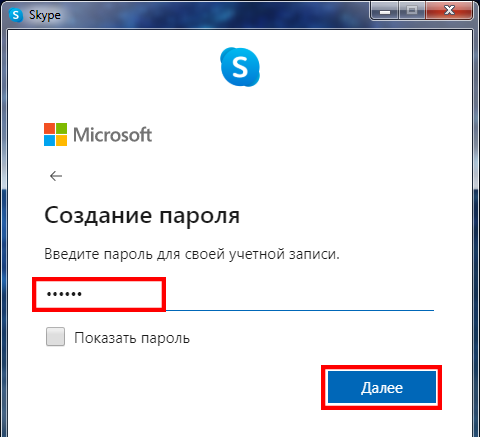 Skype
S
Microsoft
Создание пароля
Введите пароль для своей учетной записи.
••••••
Показать пароль
Далее